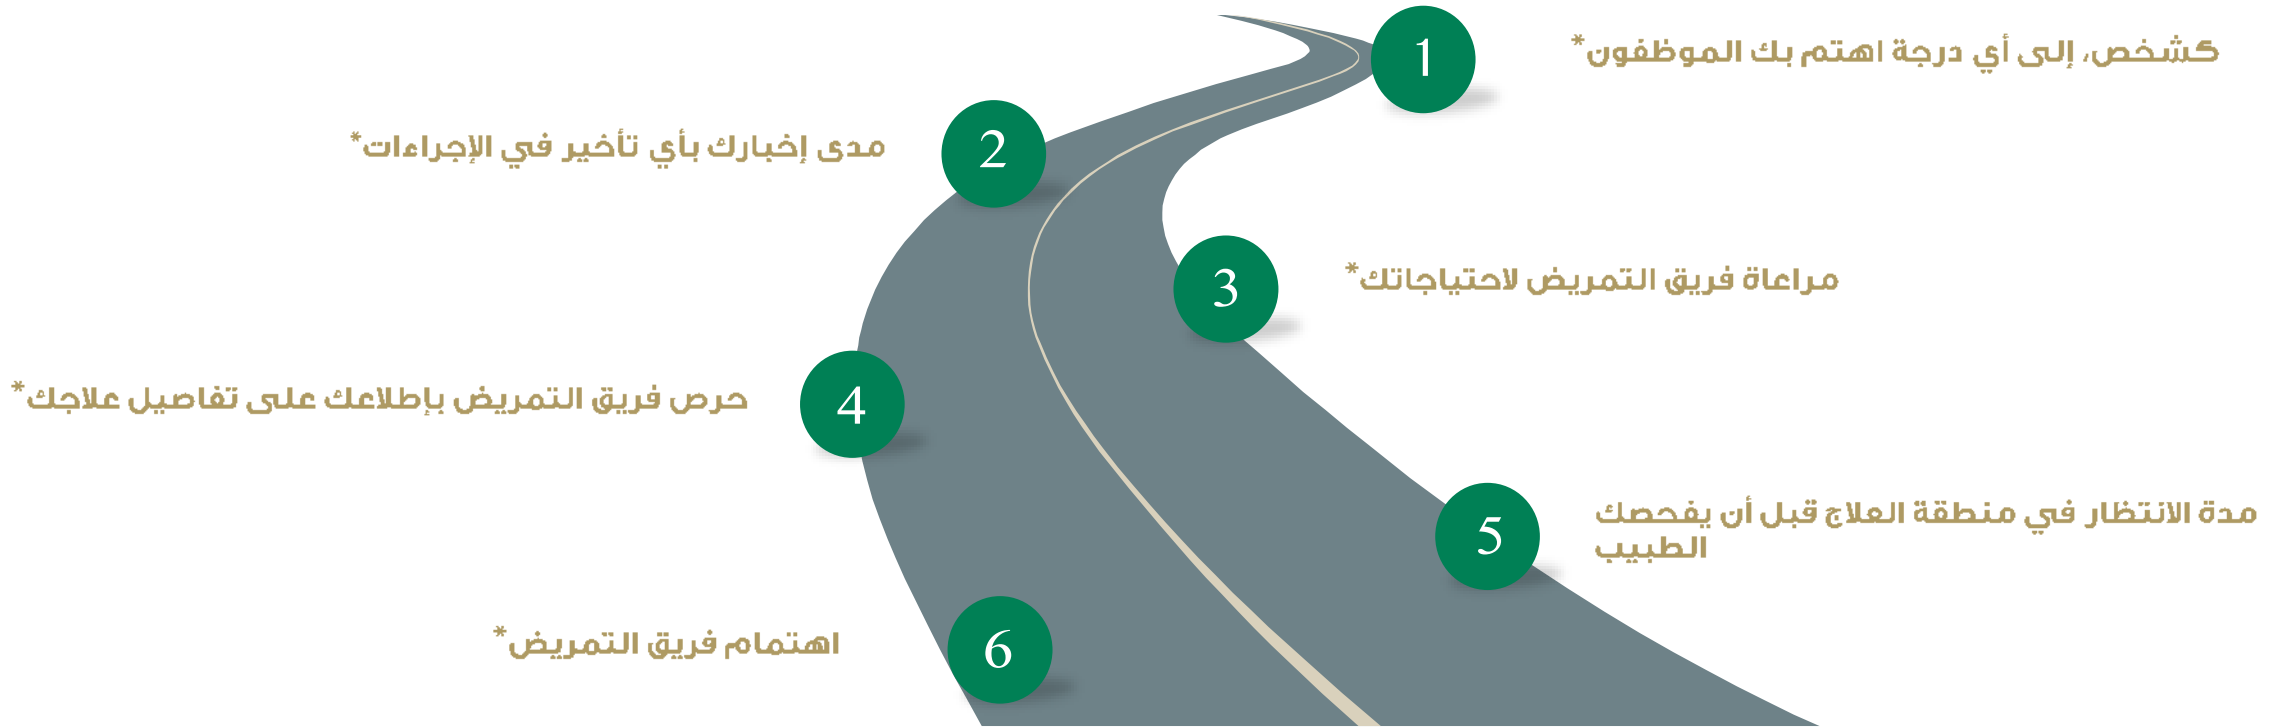 1
كشخص، إلى أي درجة اهتم بك الموظفون*
2
مدى إخبارك بأي تأخير في الإجراءات*
3
مراعاة فريق التمريض لاحتياجاتك*
4
حرص فريق التمريض بإطلاعك على تفاصيل علاجك*
5
مدة الانتظار في منطقة العلاج قبل أن يفحصك
الطبيب
6
اهتمام فريق التمريض*